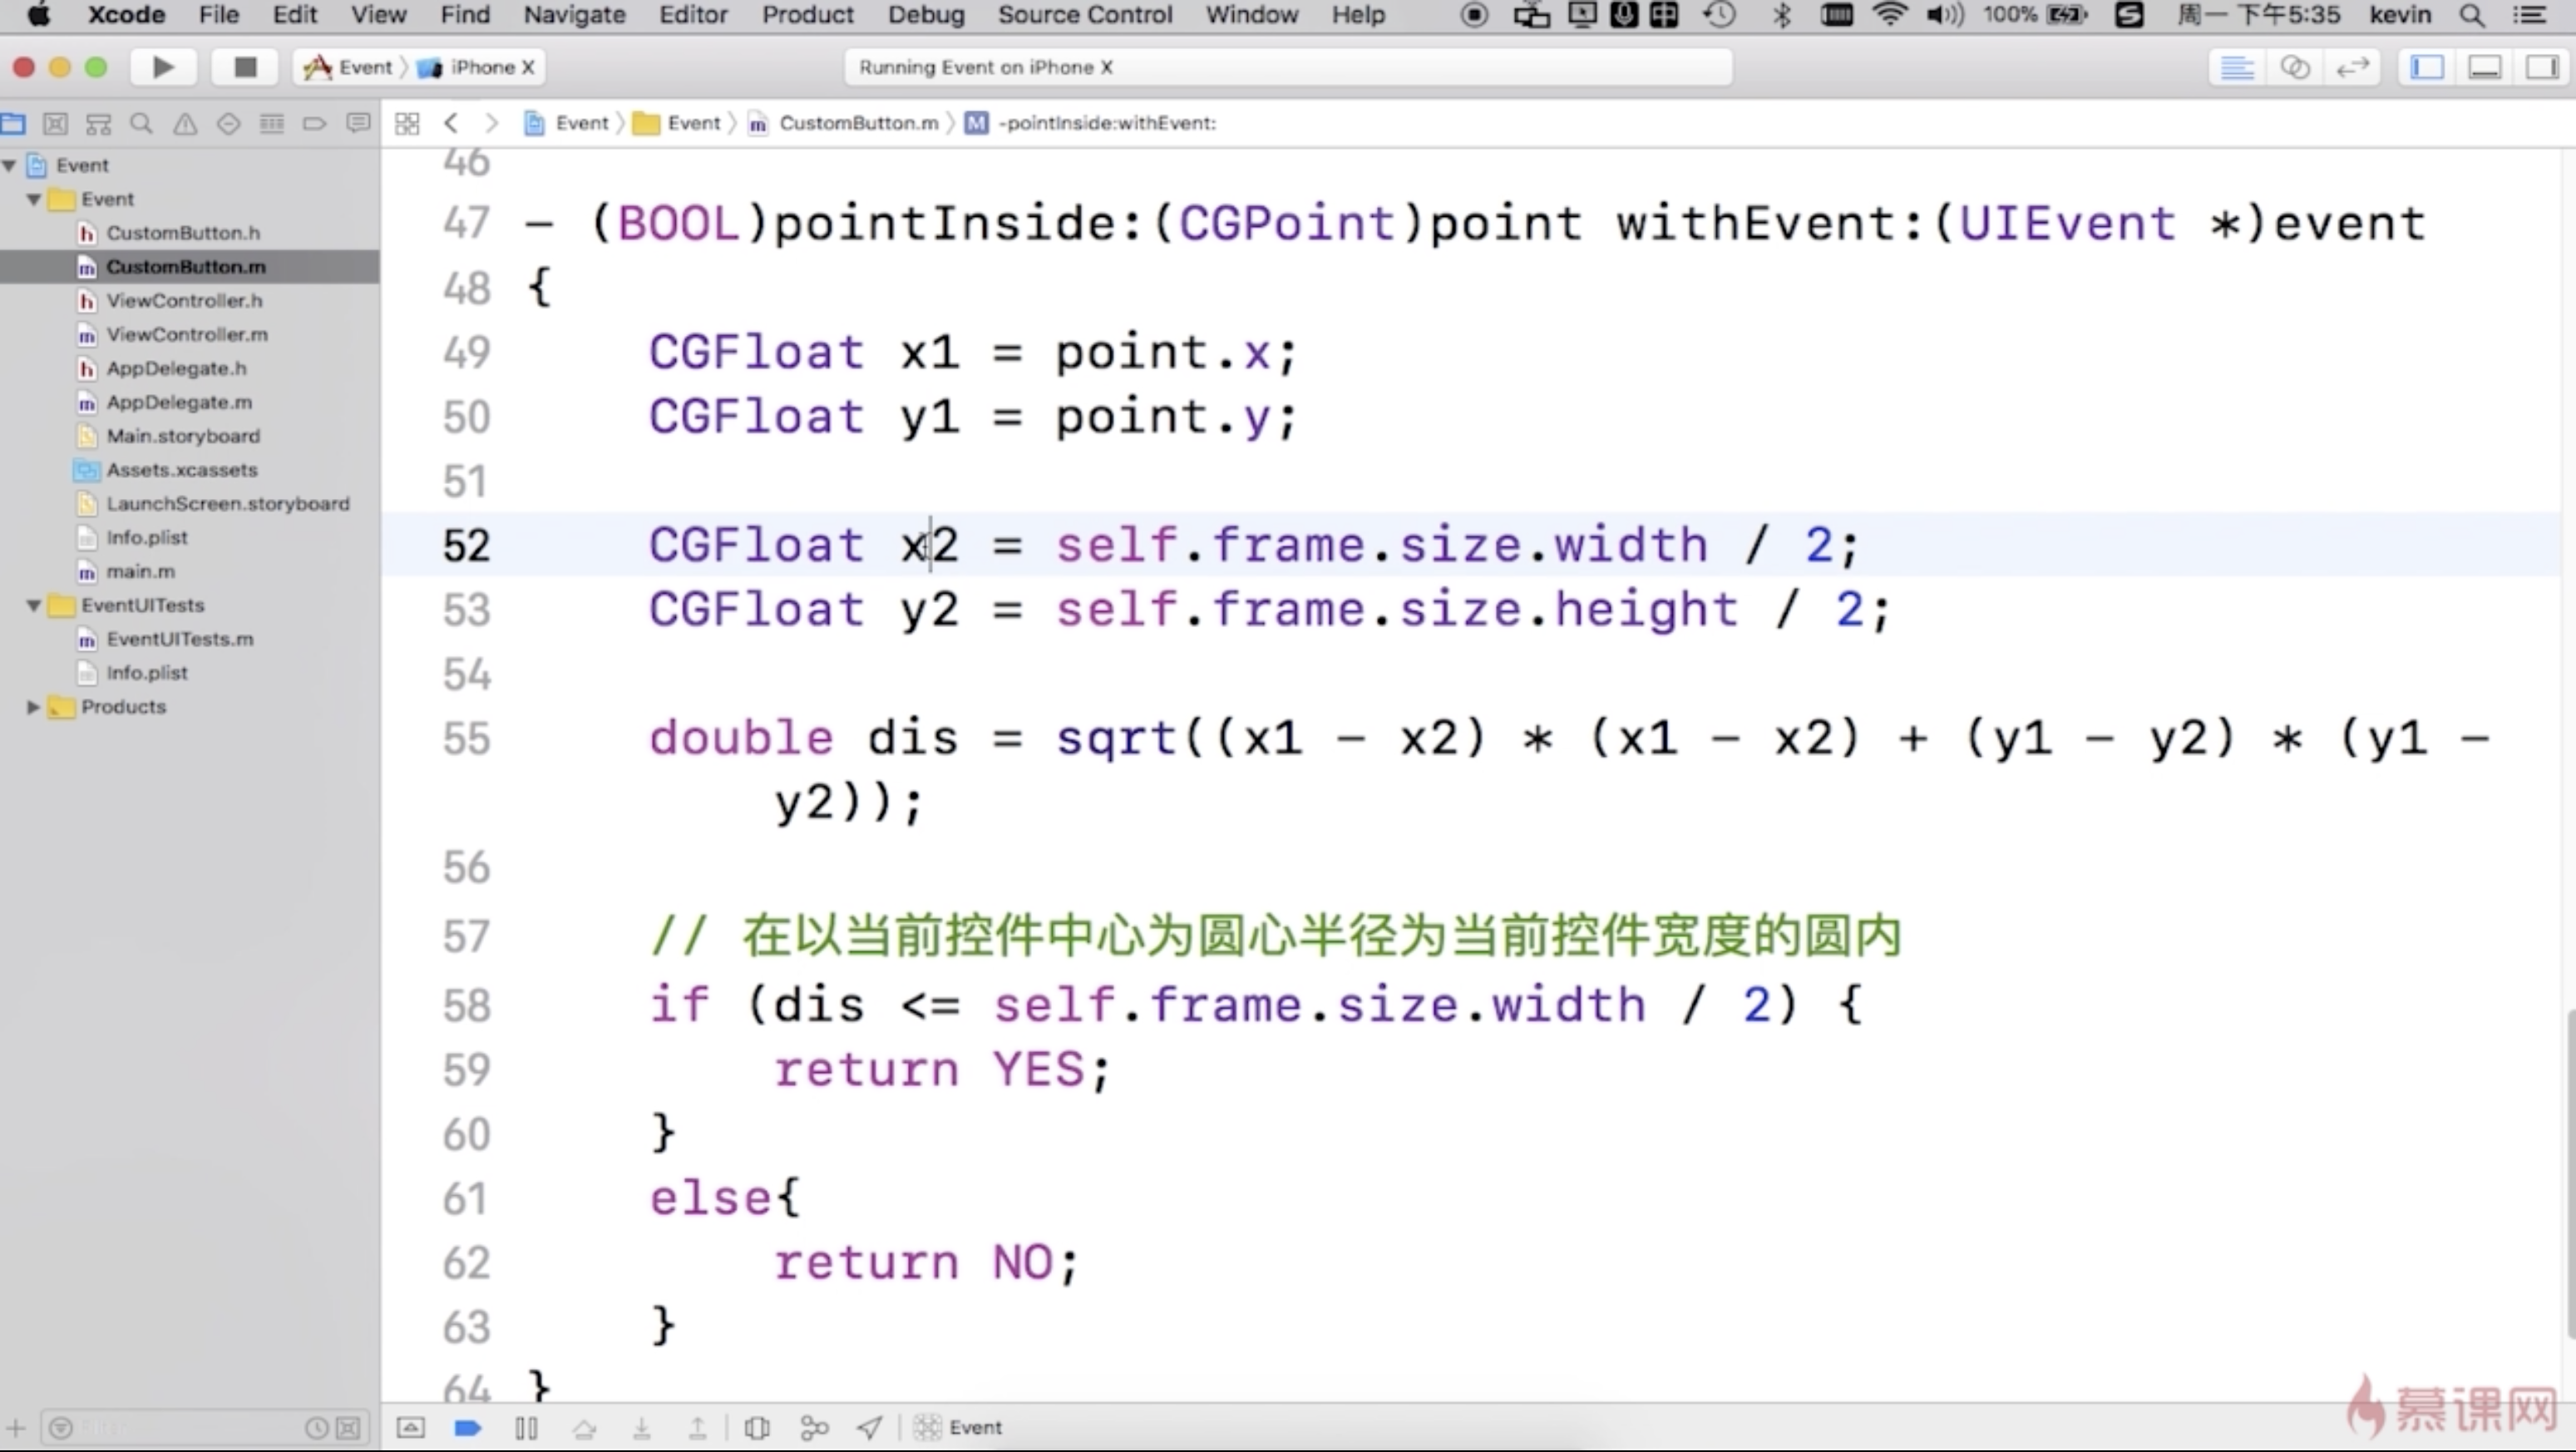 Xcode File Edit View Find Navigate Editor Product Debug Source Control Window Help 100% 周一 下午5:35 kevin
Event iPhone X
Running Event on iPhone X
Event Event CustomButton.m M -pointInside:withEvent:
Event
Event
CustomButton.h
CustomButton.m
ViewController.h
ViewController.m
AppDelegate.h
AppDelegate.m
Main.storyboard
Assets.xcassets
LaunchScreen.storyboard
Info.plist
main.m
EventUITests
EventUITests.m
Info.plist
Products
46
47 - (BOOL)pointInside:(CGPoint)point withEvent:(UIEvent *)event
48 {
49 CGFloat x1 = point.x;
50 CGFloat y1 = point.y;
51
52 CGFloat x2 = self.frame.size.width / 2;
53 CGFloat y2 = self.frame.size.height / 2;
54
55 double dis = sqrt((x1 - x2) * (x1 - x2) + (y1 - y2) * (y1 -
y2));
56
57 // 在以当前控件中心为圆心半径为当前控件宽度的圆内
58 if (dis <= self.frame.size.width / 2) {
59 return YES;
60 }
61 else{
62 return NO;
63 }
64 }
Event
慕课网